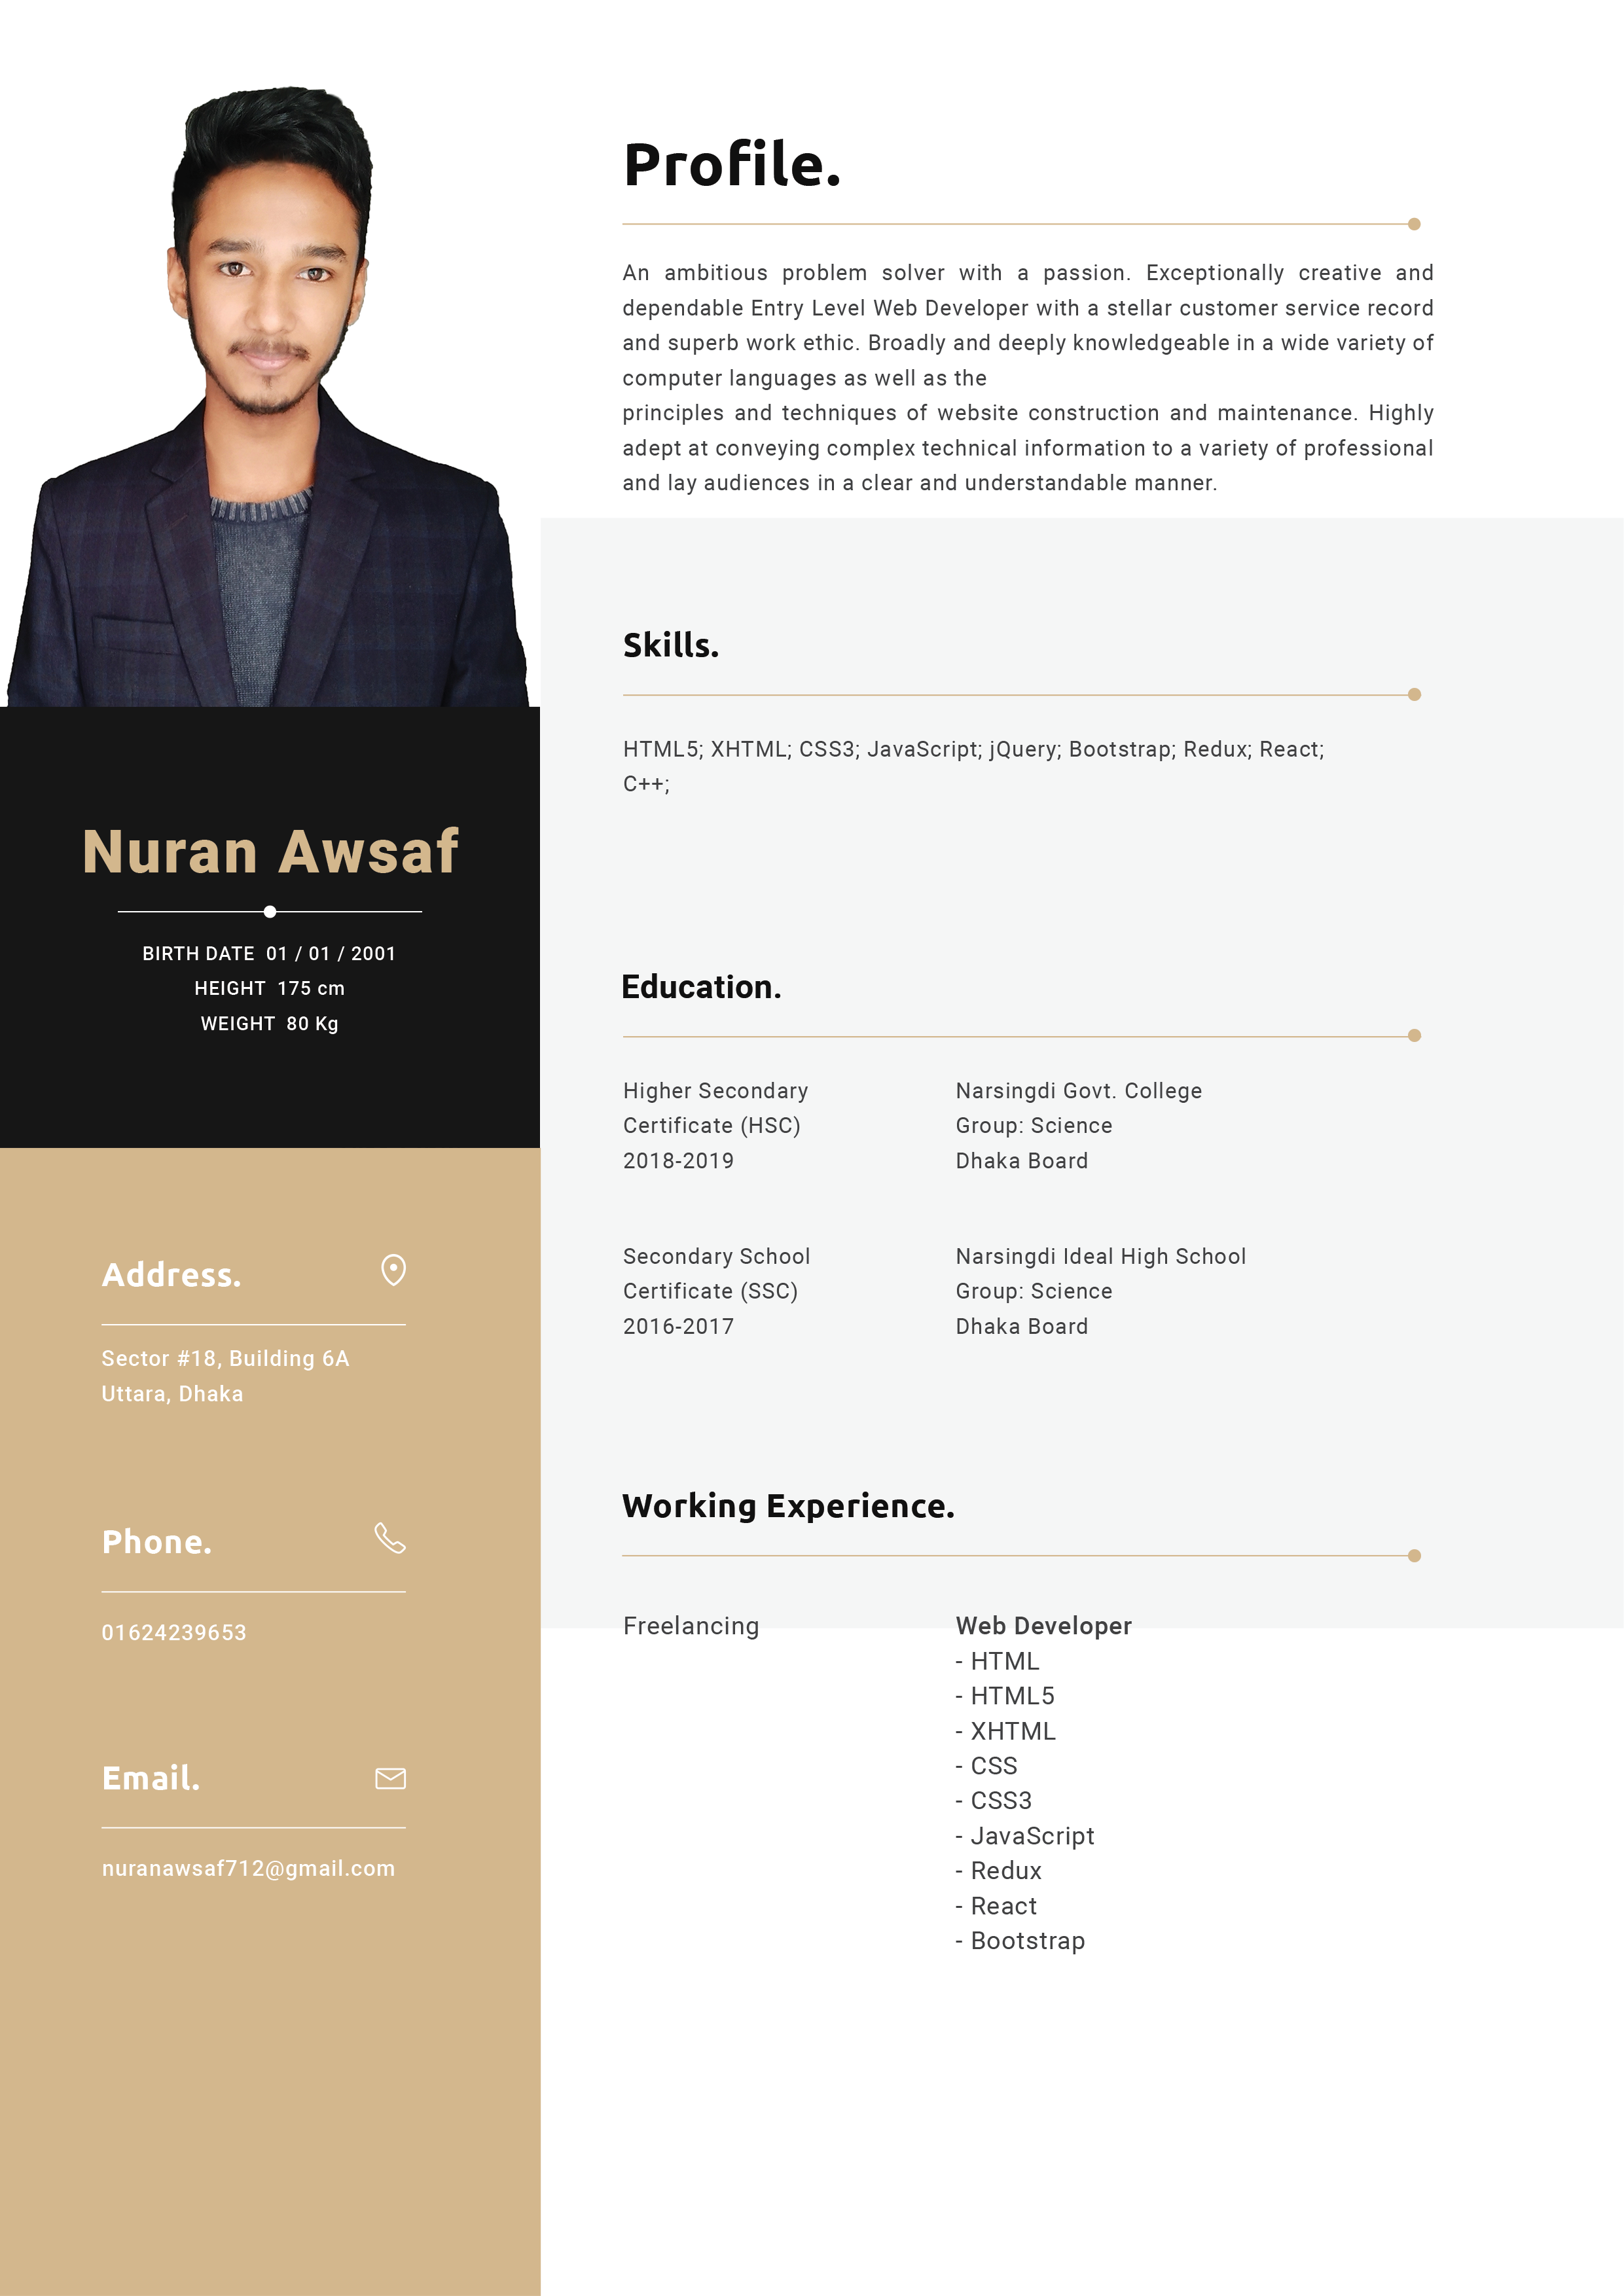 Profile.
An ambitious problem solver with a passion. Exceptionally creative and
dependable Entry Level Web Developer with a stellar customer service record
and superb work ethic. Broadly and deeply knowledgeable in a wide variety of
computer languages as well as the
principles and techniques of website construction and maintenance. Highly
adept at conveying complex technical information to a variety of professional
and lay audiences in a clear and understandable manner.
Nuran Awsaf
BIRTH DATE 01 / 01 / 2001
HEIGHT 175 cm
WEIGHT 80 Kg
Address.
Sector #18, Building 6A
Uttara, Dhaka
Phone.
01624239653
Email.
nuranawsaf712@gmail.com
Skills.
HTML5; XHTML; CSS3; JavaScript; jQuery; Bootstrap; Redux; React;
C++;
Education.
Higher Secondary
Certificate (HSC)
2018-2019
Narsingdi Govt. College
Group: Science
Dhaka Board
Secondary School
Certificate (SSC)
2016-2017
Narsingdi Ideal High School
Group: Science
Dhaka Board
Working Experience.
Freelancing
Web Developer
- HTML
- HTML5
- XHTML
- CSS
- CSS3
- JavaScript
- Redux
- React
- Bootstrap